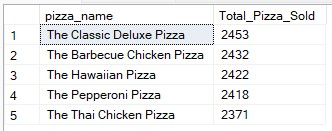 pizza_name Total_Pizza_Sold
1 The Classic Deluxe Pizza 2453
2 The Barbecue Chicken Pizza 2432
3 The Hawaiian Pizza 2422
4 The Pepperoni Pizza 2418
5 The Thai Chicken Pizza 2371